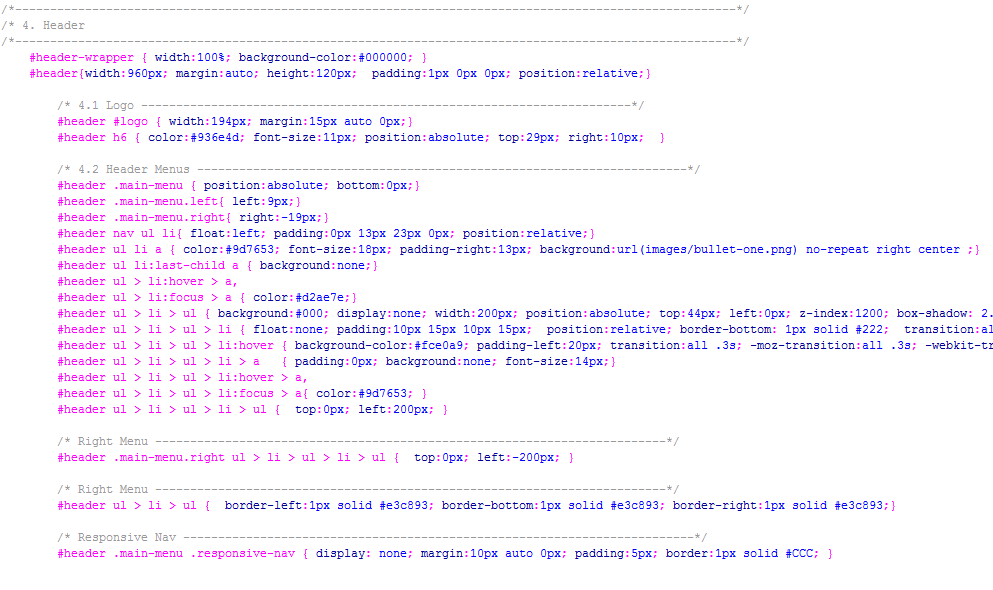 /*-------------------------------------------------------------------------------------------------------*/
/* 4. Header
/*-------------------------------------------------------------------------------------------------------*/
#header-wrapper { width:100%; background-color:#000000; }
#header{width:960px; margin:auto; height:120px;  padding:1px 0px 0px; position:relative;}
/* 4.1 Logo ----------------------------------------------------------------------*/
#header #logo { width:194px; margin:15px auto 0px;}
#header h6 { color:#936e4d; font-size:11px; position:absolute; top:29px; right:10px;  }
/* 4.2 Header Menus ----------------------------------------------------------------------*/
#header .main-menu { position:absolute; bottom:0px;}
#header .main-menu.left{ left:9px;}
#header .main-menu.right{ right:-19px;}
#header nav ul li{ float:left; padding:0px 13px 23px 0px; position:relative;}
#header ul li a { color:#9d7653; font-size:18px; padding-right:13px; background:url(images/bullet-one.png) no-repeat right center ;}
#header ul li:last-child a { background:none;}
#header ul > li:hover > a,
#header ul > li:focus > a { color:#d2ae7e;}
#header ul > li > ul { background:#000; display:none; width:200px; position:absolute; top:44px; left:0px; z-index:1200; box-shadow: 2.
#header ul > li > ul > li { float:none; padding:10px 15px 10px 15px;  position:relative; border-bottom: 1px solid #222;  transition:al
#header ul > li > ul > li:hover { background-color:#fce0a9; padding-left:20px; transition:all .3s; -moz-transition:all .3s; -webkit-tr
#header ul > li > ul > li > a   { padding:0px; background:none; font-size:14px;}
#header ul > li > ul > li:hover > a,
#header ul > li > ul > li:focus > a{ color:#9d7653; }
#header ul > li > ul > li > ul {  top:0px; left:200px; }
/* Right Menu -------------------------------------------------------------------------*/
#header .main-menu.right ul > li > ul > li > ul {  top:0px; left:-200px; }
/* Right Menu -------------------------------------------------------------------------*/
#header ul > li > ul {  border-left:1px solid #e3c893; border-bottom:1px solid #e3c893; border-right:1px solid #e3c893;}
/* Responsive Nav -------------------------------------------------------------------------*/
#header .main-menu .responsive-nav { display: none; margin:10px auto 0px; padding:5px; border:1px solid #CCC; }